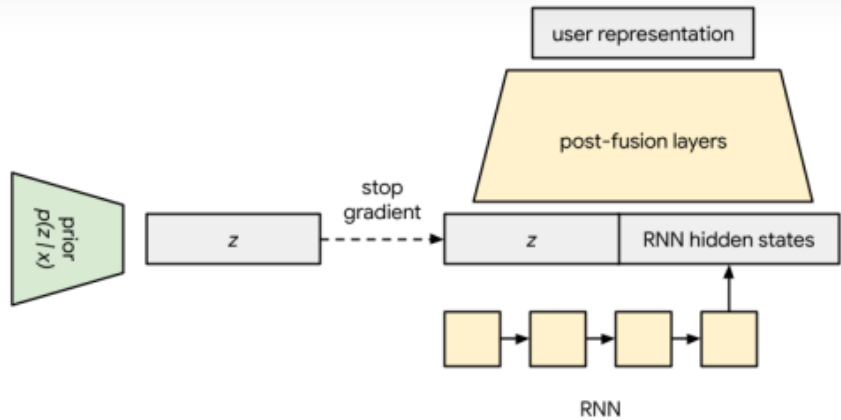 user representation
post-fusion layers
stop
gradient
prior
p(z | x)
z
z
RNN hidden states
RNN